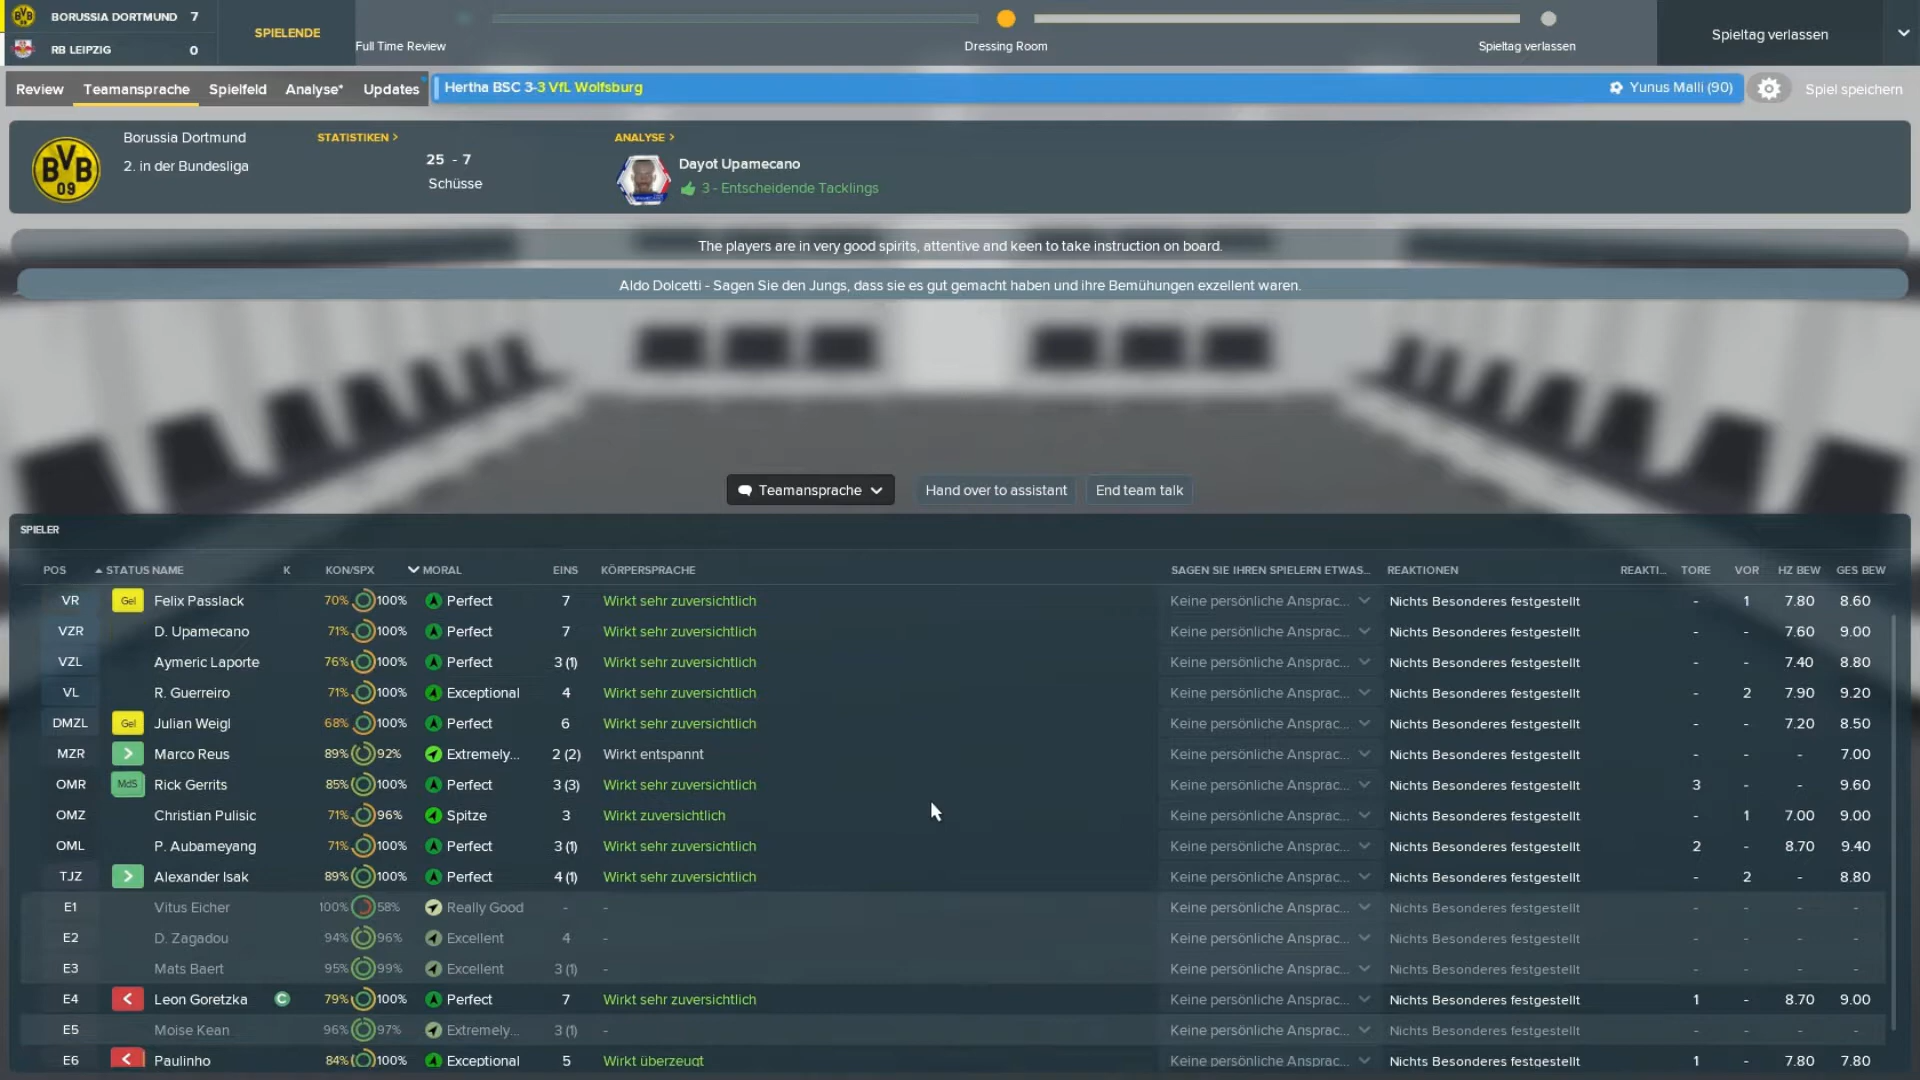 BORUSSIA DORTMUND 7
RB LEIPZIG 0
SPIELENDE
Full Time Review
Dressing Room
Spieltag verlassen
Spieltag verlassen
Review Teamansprache Spielfeld Analyse* Updates
Hertha BSC 3-3 VfL Wolfsburg
Yunus Malli (90)
Spiel speichern
BVB 09
Borussia Dortmund
2. in der Bundesliga
STATISTIKEN >
25 - 7
Schüsse
ANALYSE >
Dayot Upamecano
3 - Entscheidende Tacklings
The players are in very good spirits, attentive and keen to take instruction on board.
Aldo Dolcetti - Sagen Sie den Jungs, dass sie es gut gemacht haben und ihre Bemühungen exzellent waren.
Teamansprache
Hand over to assistant
End team talk
SPIELER
POS STATUS NAME K KON/SPX MORAL EINS KÖRPERSPRACHE SAGEN SIE IHREN SPIELERN ETWAS... REAKTIONEN REAKTI... TORE VOR HZ BEW GES BEW
VR Gel Felix Passlack 70% 100% Perfect 7 Wirkt sehr zuversichtlich Keine persönliche Ansprac... Nichts Besonderes festgestellt - 1 7.80 8.60
VZR D. Upamecano 71% 100% Perfect 7 Wirkt sehr zuversichtlich Keine persönliche Ansprac... Nichts Besonderes festgestellt - - 7.60 9.00
VZL Aymeric Laporte 76% 100% Perfect 3 (1) Wirkt sehr zuversichtlich Keine persönliche Ansprac... Nichts Besonderes festgestellt - - 7.40 8.80
VL R. Guerreiro 71% 100% Exceptional 4 Wirkt sehr zuversichtlich Keine persönliche Ansprac... Nichts Besonderes festgestellt - 2 7.90 9.20
DMZL Gel Julian Weigl 68% 100% Perfect 6 Wirkt sehr zuversichtlich Keine persönliche Ansprac... Nichts Besonderes festgestellt - - 7.20 8.50
MZR Marco Reus 89% 92% Extremely... 2 (2) Wirkt entspannt Keine persönliche Ansprac... Nichts Besonderes festgestellt - - - 7.00
OMR MdS Rick Gerrits 85% 100% Perfect 3 (3) Wirkt sehr zuversichtlich Keine persönliche Ansprac... Nichts Besonderes festgestellt 3 - - 9.60
OMZ Christian Pulisic 71% 96% Spitze 3 Wirkt zuversichtlich Keine persönliche Ansprac... Nichts Besonderes festgestellt - 1 7.00 9.00
OML P. Aubameyang 71% 100% Perfect 3 (1) Wirkt sehr zuversichtlich Keine persönliche Ansprac... Nichts Besonderes festgestellt 2 - 8.70 9.40
TJZ Alexander Isak 89% 100% Perfect 4 (1) Wirkt sehr zuversichtlich Keine persönliche Ansprac... Nichts Besonderes festgestellt - 2 - 8.80
E1 Vitus Eicher 100% 58% Really Good - - Keine persönliche Ansprac... Nichts Besonderes festgestellt - - - -
E2 D. Zagadou 94% 96% Excellent 4 - Keine persönliche Ansprac... Nichts Besonderes festgestellt - - - -
E3 Mats Baert 95% 99% Excellent 3 (1) - Keine persönliche Ansprac... Nichts Besonderes festgestellt - - - -
E4 Leon Goretzka C 79% 100% Perfect 7 Wirkt sehr zuversichtlich Keine persönliche Ansprac... Nichts Besonderes festgestellt 1 - 8.70 9.00
E5 Moise Kean 96% 97% Extremely... 3 (1) - Keine persönliche Ansprac... Nichts Besonderes festgestellt - - - -
E6 Paulinho 84% 100% Exceptional 5 Wirkt überzeugt Keine persönliche Ansprac... Nichts Besonderes festgestellt 1 - 7.80 7.80